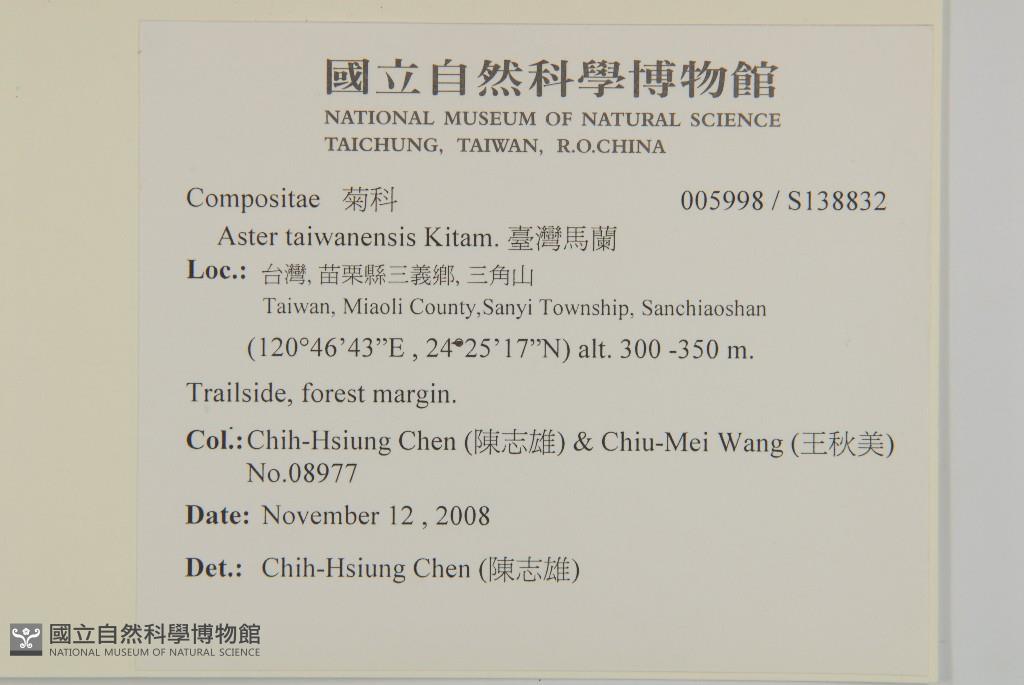 國立自然科學博物館
NATIONAL MUSEUM OF NATURAL SCIENCE
TAICHUNG, TAIWAN, R.O.CHINA
Compositae 菊科 005998 / S138832
Aster taiwanensis Kitam. 臺灣馬蘭
Loc.: 台灣, 苗栗縣三義鄉, 三角山
Taiwan, Miaoli County,Sanyi Township, Sanchiaoshan
(120°46’43”E , 24°25’17”N) alt. 300 -350 m.
Trailside, forest margin.
Col.: Chih-Hsiung Chen (陳志雄) & Chiu-Mei Wang (王秋美)
No.08977
Date: November 12 , 2008
Det.: Chih-Hsiung Chen (陳志雄)
國立自然科學博物館
NATIONAL MUSEUM OF NATURAL SCIENCE